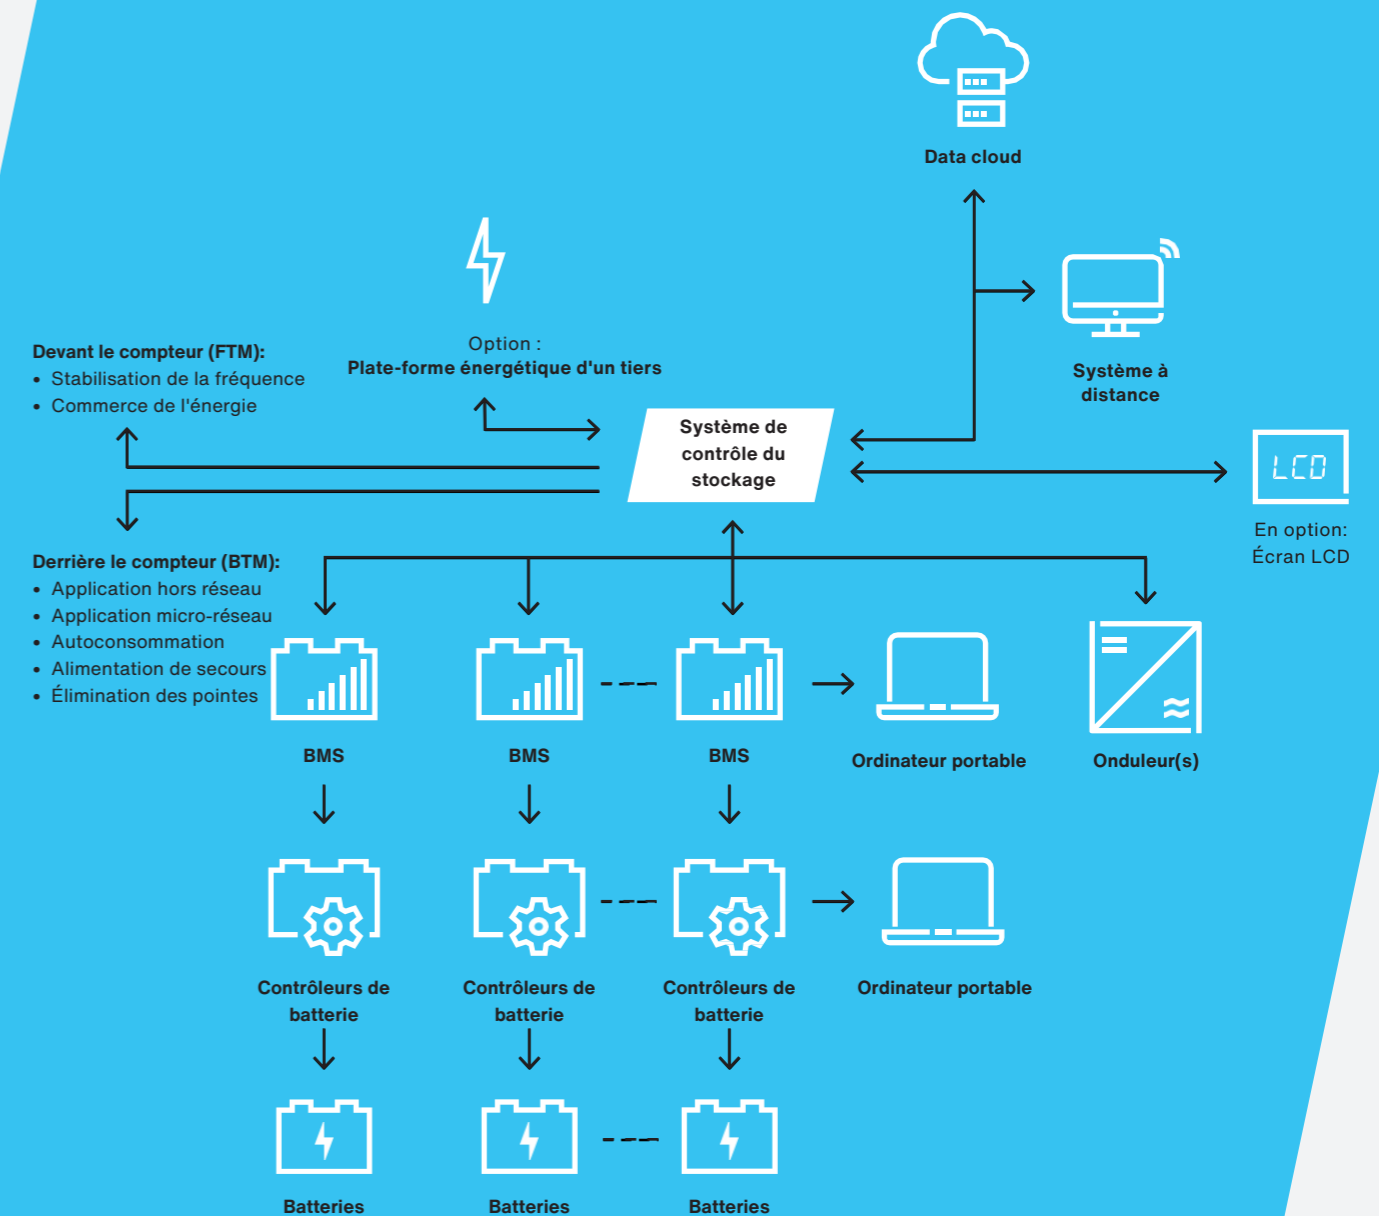 Data cloud
Système à
distance
Option :
Plate-forme énergétique d'un tiers
Devant le compteur (FTM):
• Stabilisation de la fréquence
• Commerce de l'énergie
Système de
contrôle du
stockage
LCD
En option:
Écran LCD
Derrière le compteur (BTM):
• Application hors réseau
• Application micro-réseau
• Autoconsommation
• Alimentation de secours
• Élimination des pointes
BMS
BMS
BMS
Ordinateur portable
Onduleur(s)
Contrôleurs de
batterie
Contrôleurs de
batterie
Contrôleurs de
batterie
Ordinateur portable
Batteries
Batteries
Batteries